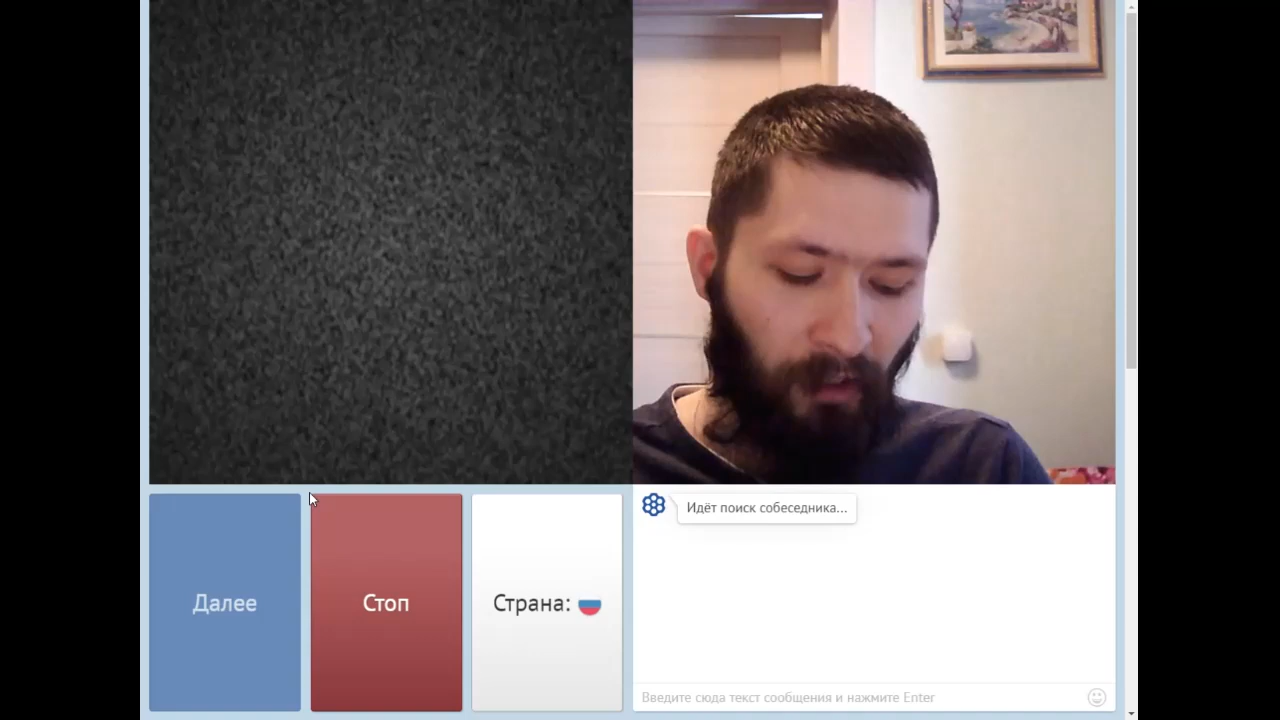 Идёт поиск собеседника...
Далее
Стоп
Страна:
Введите сюда текст сообщения и нажмите Enter